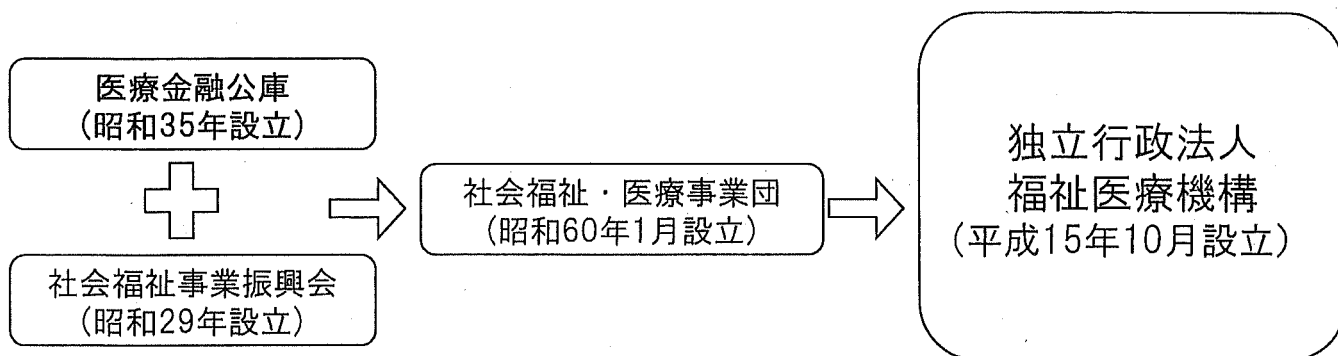 医療金融公庫
(昭和35年設立)
社会福祉事業振興会
(昭和29年設立)
社会福祉・医療事業団
(昭和60年1月設立)
独立行政法人
福祉医療機構
(平成15年10月設立)